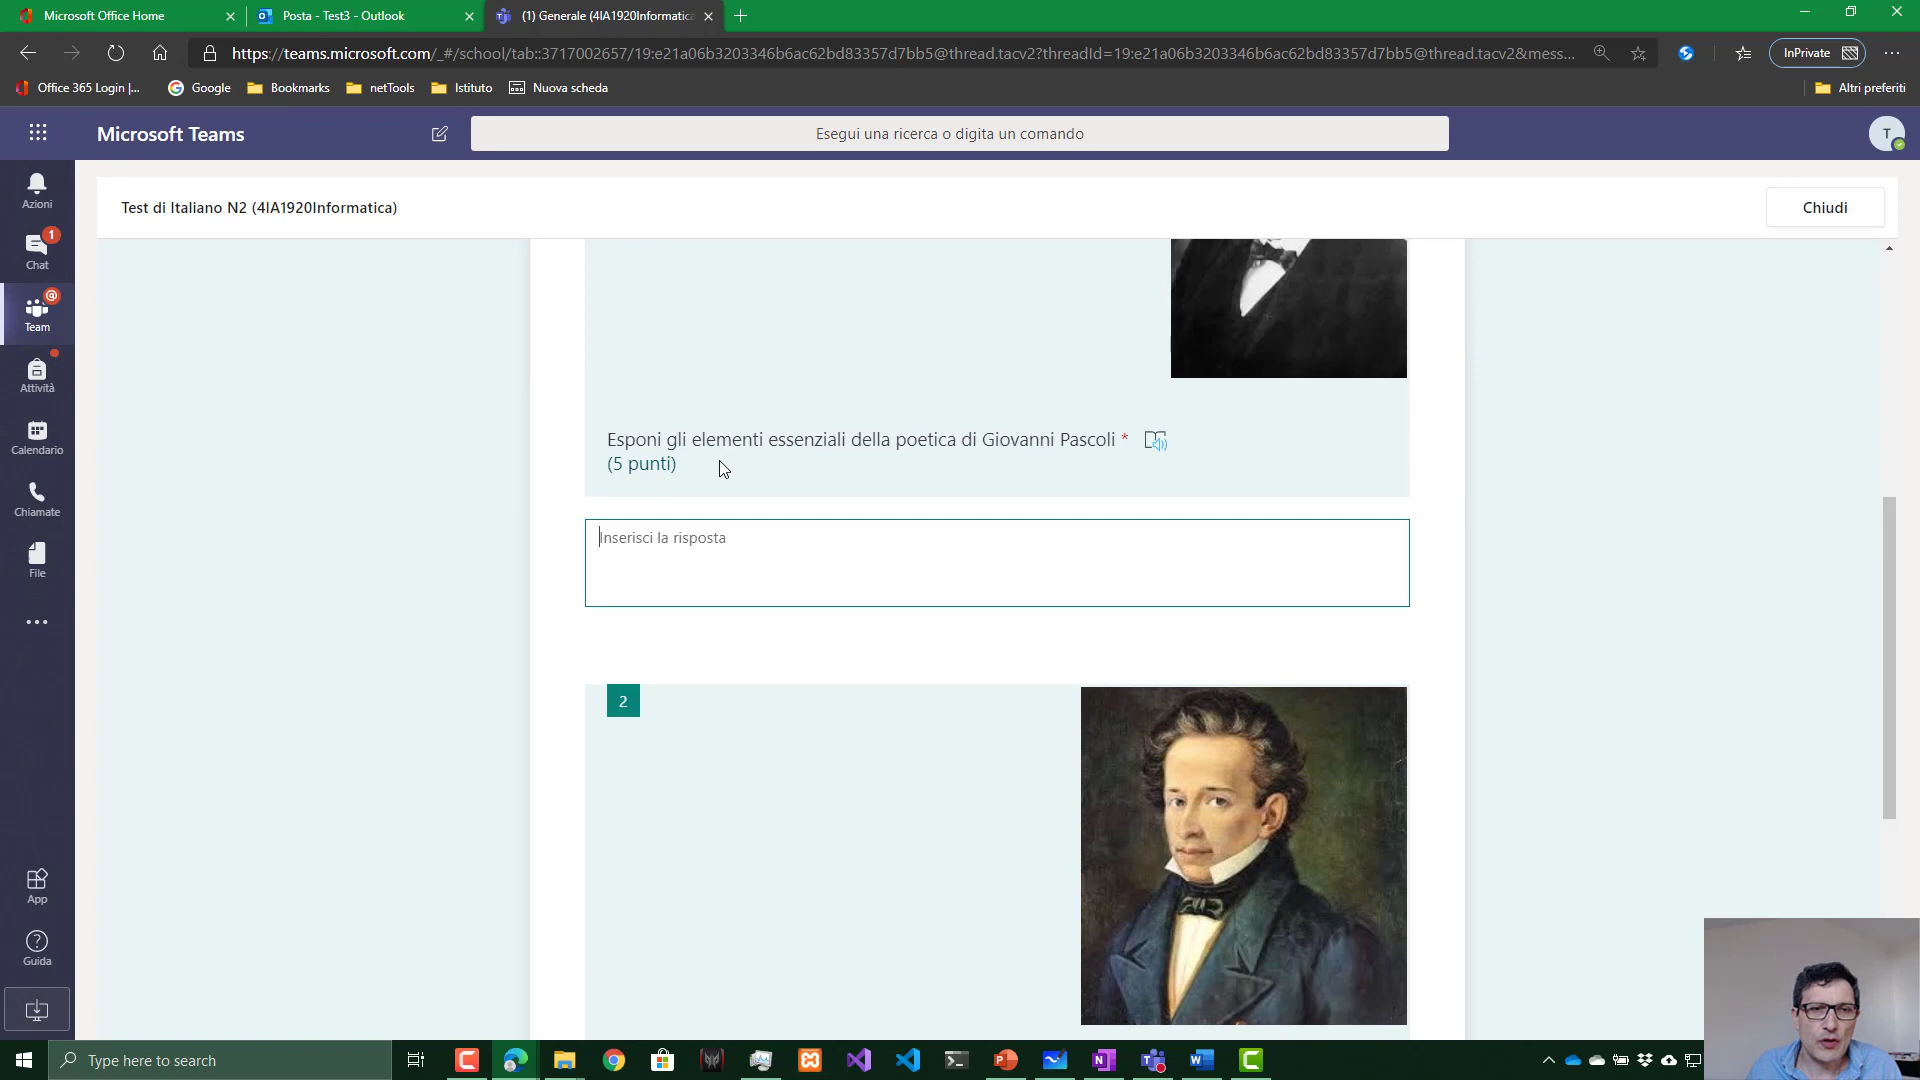 Microsoft Office Home
Posta - Test3 - Outlook
(1) Generale (4IA1920Informatica
https://teams.microsoft.com/_#/school/tab::3717002657/19:e21a06b3203346b6ac62bd83357d7bb5@thread.tacv2?threadId=19:e21a06b3203346b6ac62bd83357d7bb5@thread.tacv2&mess...
InPrivate
Office 365 Login |...
Google
Bookmarks
netTools
Istituto
Nuova scheda
Altri preferiti
Microsoft Teams
Esegui una ricerca o digita un comando
T
Azioni
1
Chat
@
Team
Attività
Calendario
Chiamate
File
App
Guida
Test di Italiano N2 (4IA1920Informatica)
Chiudi
Esponi gli elementi essenziali della poetica di Giovanni Pascoli *
(5 punti)
Inserisci la risposta
2
Type here to search